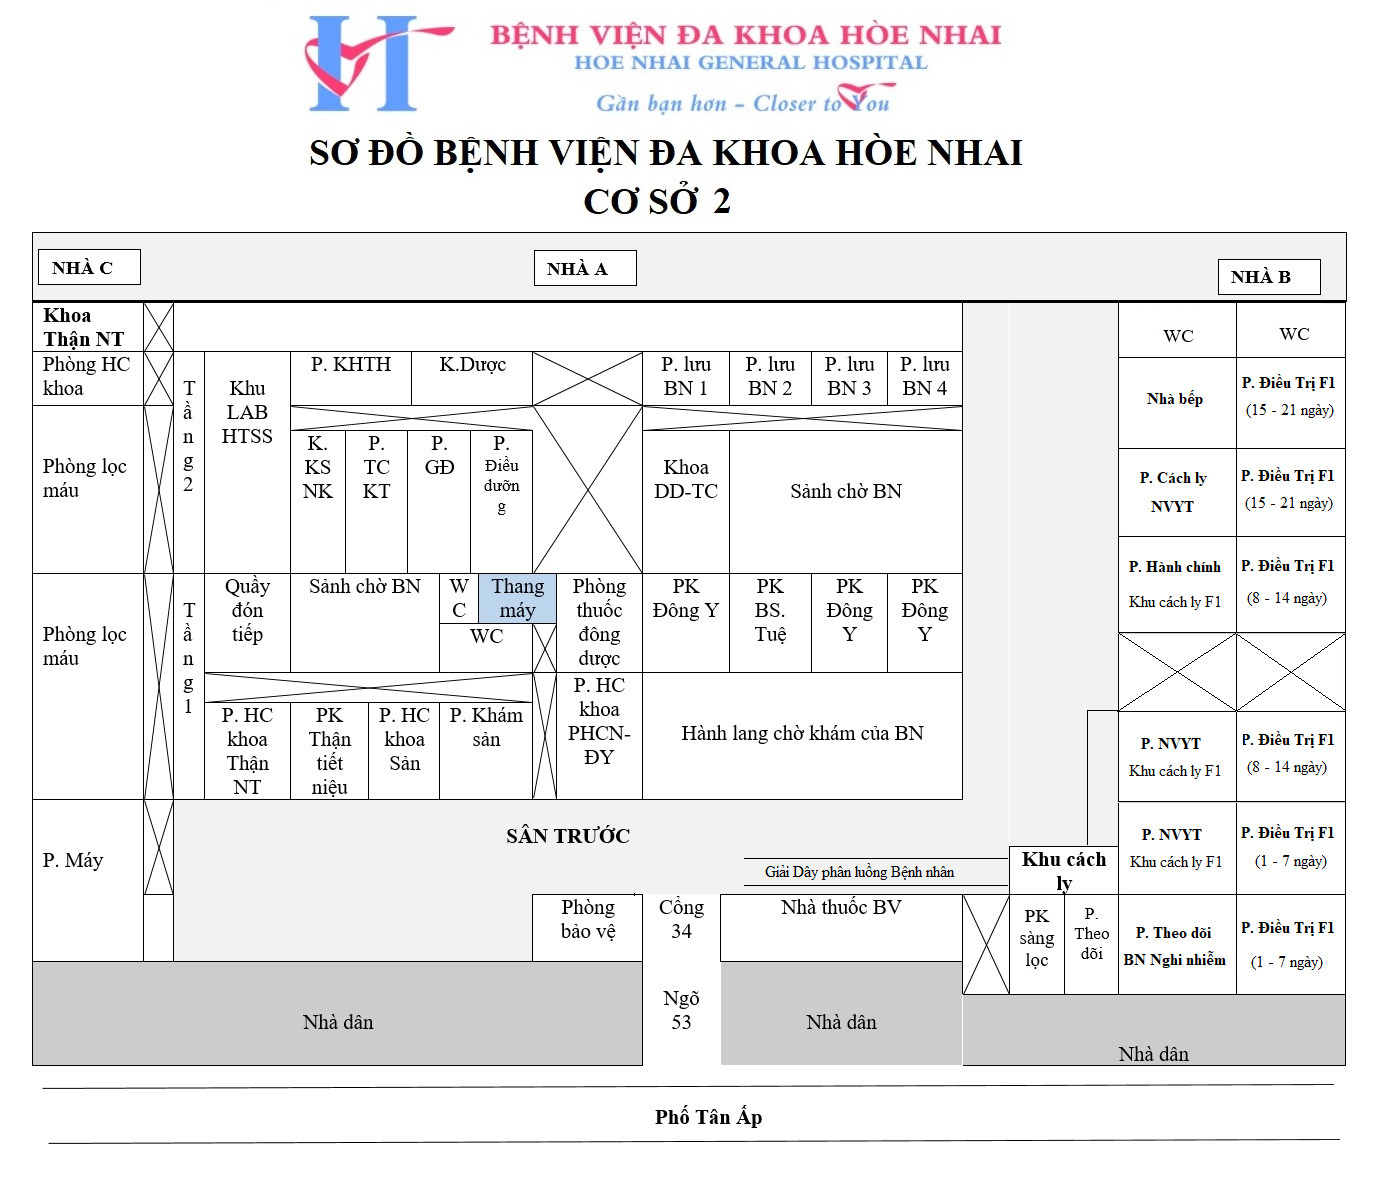 BỆNH VIỆN ĐA KHOA HÒE NHAI
HOE NHAI GENERAL HOSPITAL
Gần bạn hơn – Closer to You
SƠ ĐỒ BỆNH VIỆN ĐA KHOA HÒE NHAI
CƠ SỞ 2
NHÀ C
NHÀ A
NHÀ B
Khoa
Thận NT
Phòng HC
khoa
Phòng lọc
máu
Phòng lọc
máu
P. Máy
T
ầ
n
g
2
Khu
LAB
HTSS
P. KHTH
K.Dược
P. lưu
BN 1
P. lưu
BN 2
P. lưu
BN 3
P. lưu
BN 4
K.
KS
NK
P.
TC
KT
P.
GĐ
P.
Điều
dưỡn
g
Khoa
DD-TC
Sảnh chờ BN
T
ầ
n
g
1
Quầy
đón
tiếp
Sảnh chờ BN
W
C
Thang
máy
WC
Phòng
thuốc
đông
dược
PK
Đông Y
PK
BS.
Tuệ
PK
Đông
Y
PK
Đông
Y
P. HC
khoa
Thận
NT
PK
Thận
tiết
niệu
P. HC
khoa
Sản
P. Khám
sản
P. HC
khoa
PHCN-
ĐY
Hành lang chờ khám của BN
WC
WC
Nhà bếp
P. Điều Trị F1
(15 - 21 ngày)
P. Cách ly
NVYT
P. Điều Trị F1
(15 - 21 ngày)
P. Hành chính
Khu cách ly F1
P. Điều Trị F1
(8 - 14 ngày)
P. NVYT
Khu cách ly F1
P. Điều Trị F1
(8 - 14 ngày)
P. NVYT
Khu cách ly F1
P. Điều Trị F1
(1 - 7 ngày)
SÂN TRƯỚC
Giải Dây phân luồng Bệnh nhân
Khu cách
ly
Phòng
bảo vệ
Cổng
34
Nhà thuốc BV
PK
sàng
lọc
P.
Theo
dõi
P. Theo dõi
BN Nghi nhiễm
P. Điều Trị F1
(1 - 7 ngày)
Nhà dân
Ngõ
53
Nhà dân
Nhà dân
Phố Tân Ấp